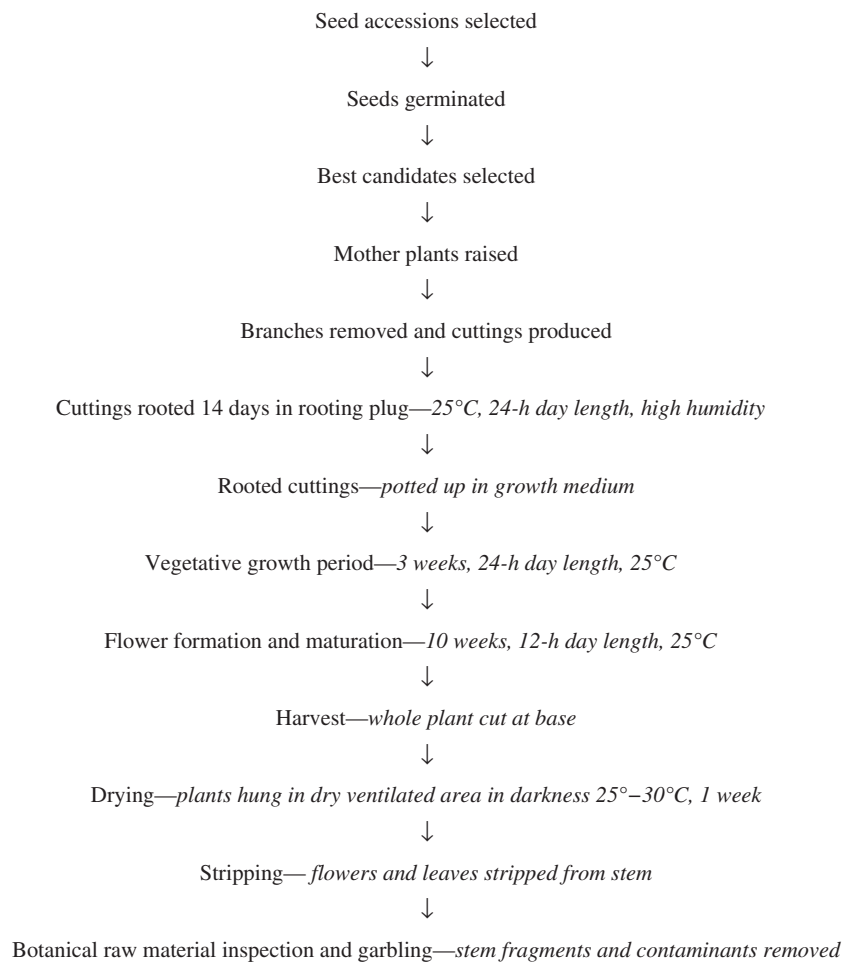 Seed accessions selected
↓
Seeds germinated
↓
Best candidates selected
↓
Mother plants raised
↓
Branches removed and cuttings produced
↓
Cuttings rooted 14 days in rooting plug—25°C, 24-h day length, high humidity
↓
Rooted cuttings—potted up in growth medium
↓
Vegetative growth period—3 weeks, 24-h day length, 25°C
↓
Flower formation and maturation—10 weeks, 12-h day length, 25°C
↓
Harvest—whole plant cut at base
↓
Drying—plants hung in dry ventilated area in darkness 25°−30°C, 1 week
↓
Stripping— flowers and leaves stripped from stem
↓
Botanical raw material inspection and garbling—stem fragments and contaminants removed